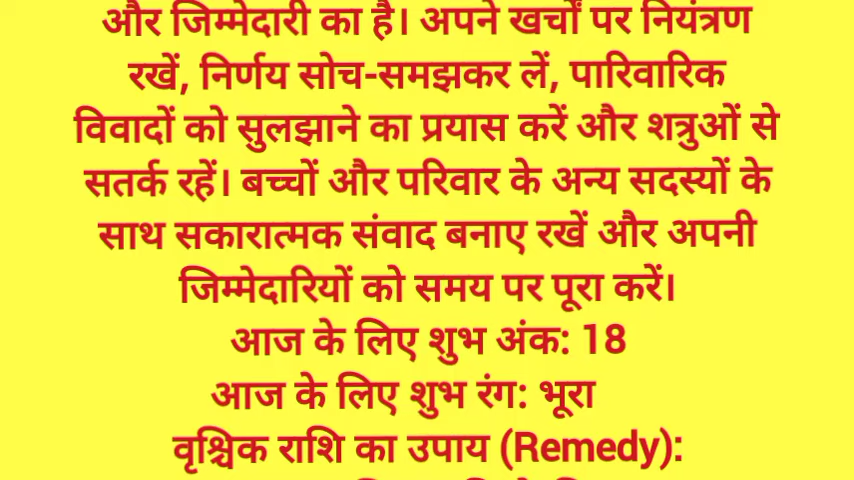 और जिम्मेदारी का है। अपने खर्चों पर नियंत्रण
रखें, निर्णय सोच-समझकर लें, पारिवारिक
विवादों को सुलझाने का प्रयास करें और शत्रुओं से
सतर्क रहें। बच्चों और परिवार के अन्य सदस्यों के
साथ सकारात्मक संवाद बनाए रखें और अपनी
जिम्मेदारियों को समय पर पूरा करें।
आज के लिए शुभ अंक: 18
आज के लिए शुभ रंग: भूरा
वृश्चिक राशि का उपाय (Remedy):